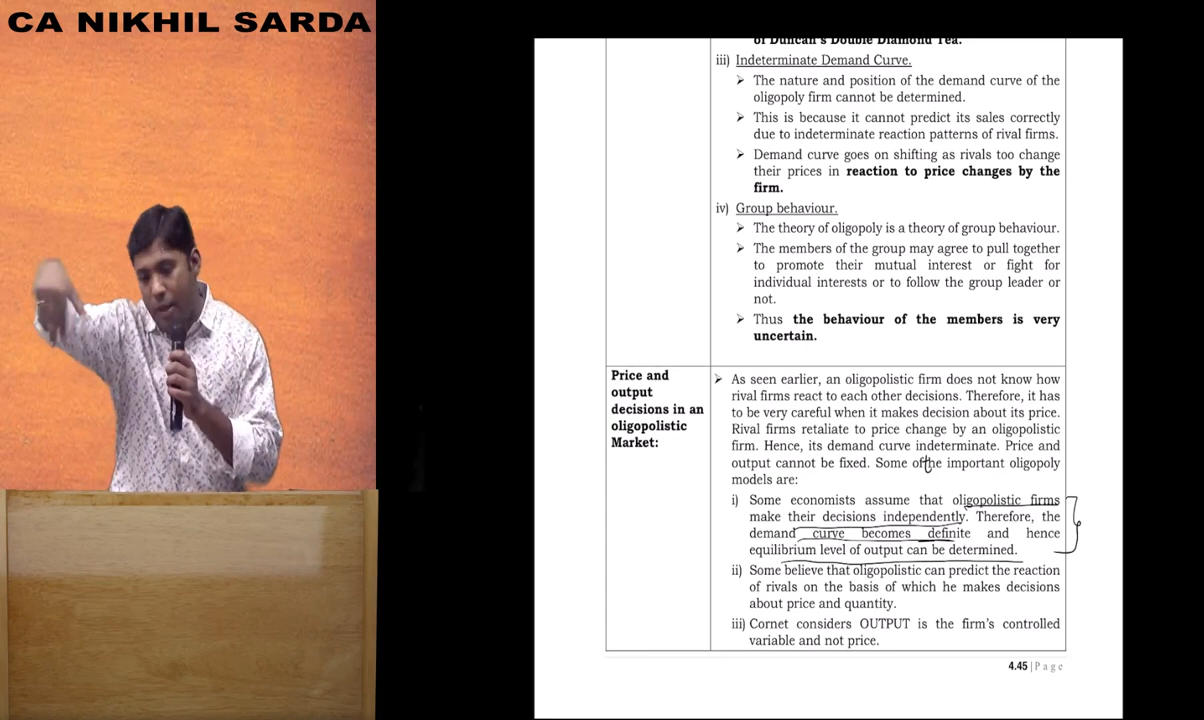 CA NIKHIL SARDA
of Duncan's Double Diamond Tea.
iii) Indeterminate Demand Curve.
➢ The nature and position of the demand curve of the
oligopoly firm cannot be determined.
➢ This is because it cannot predict its sales correctly
due to indeterminate reaction patterns of rival firms.
➢ Demand curve goes on shifting as rivals too change
their prices in reaction to price changes by the
firm.
iv) Group behaviour.
➢ The theory of oligopoly is a theory of group behaviour.
➢ The members of the group may agree to pull together
to promote their mutual interest or fight for
individual interests or to follow the group leader or
not.
➢ Thus the behaviour of the members is very
uncertain.
Price and
output
decisions in an
oligopolistic
Market:
➢ As seen earlier, an oligopolistic firm does not know how
rival firms react to each other decisions. Therefore, it has
to be very careful when it makes decision about its price.
Rival firms retaliate to price change by an oligopolistic
firm. Hence, its demand curve indeterminate. Price and
output cannot be fixed. Some of the important oligopoly
models are:
i) Some economists assume that oligopolistic firms
make their decisions independently. Therefore, the
demand curve becomes definite and hence
equilibrium level of output can be determined.
ii) Some believe that oligopolistic can predict the reaction
of rivals on the basis of which he makes decisions
about price and quantity.
iii) Cornet considers OUTPUT is the firm's controlled
variable and not price.
4.45 | Page